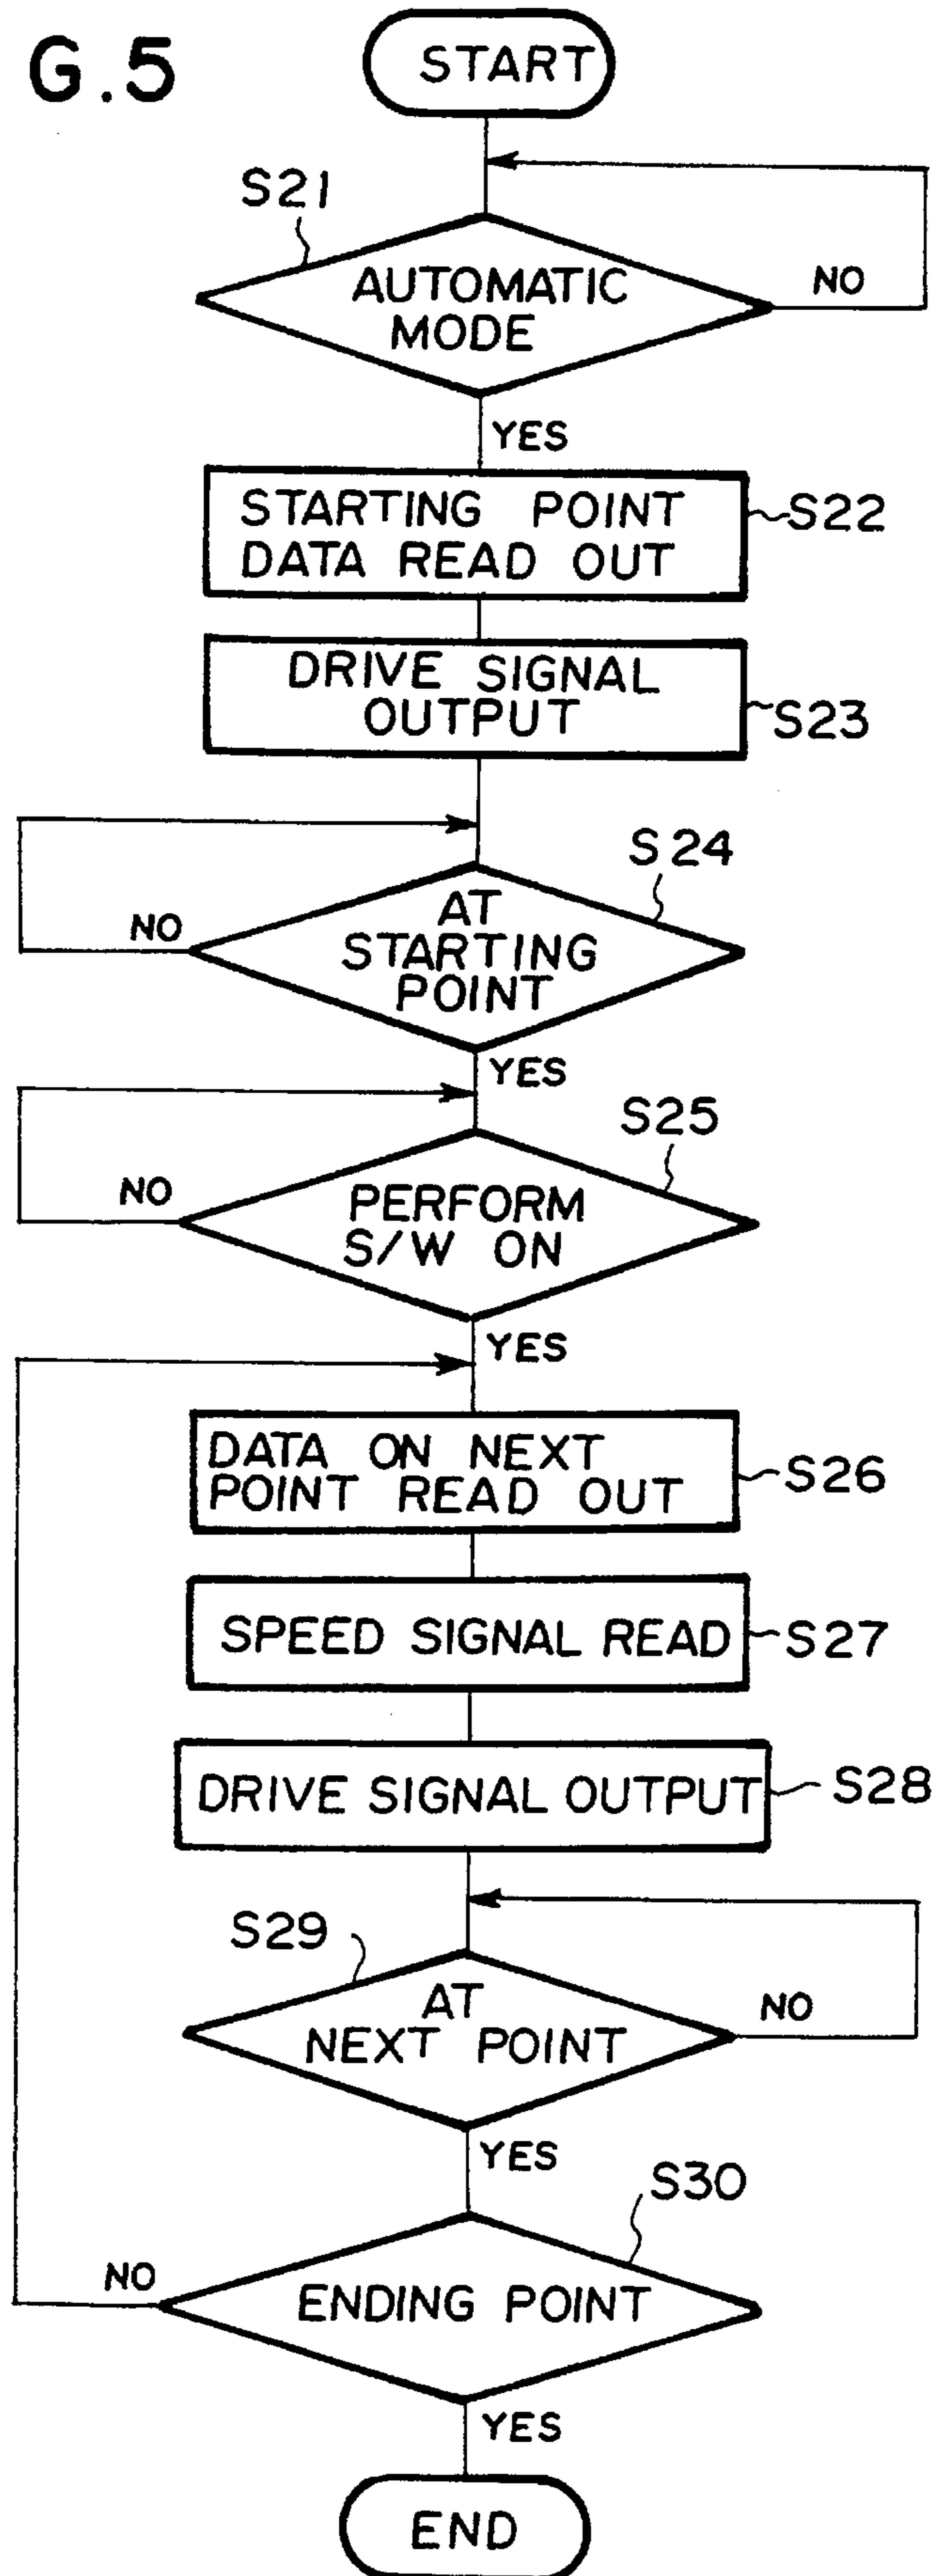 G.5
START
S21
AUTOMATIC
MODE
NO
YES
STARTING POINT
DATA READ OUT
S22
DRIVE SIGNAL
OUTPUT
S23
S24
AT
STARTING
POINT
NO
YES
S25
PERFORM
S/W ON
NO
YES
DATA ON NEXT
POINT READ OUT
S26
SPEED SIGNAL READ
S27
DRIVE SIGNAL OUTPUT
S28
S29
AT
NEXT POINT
NO
YES
S30
ENDING POINT
NO
YES
END